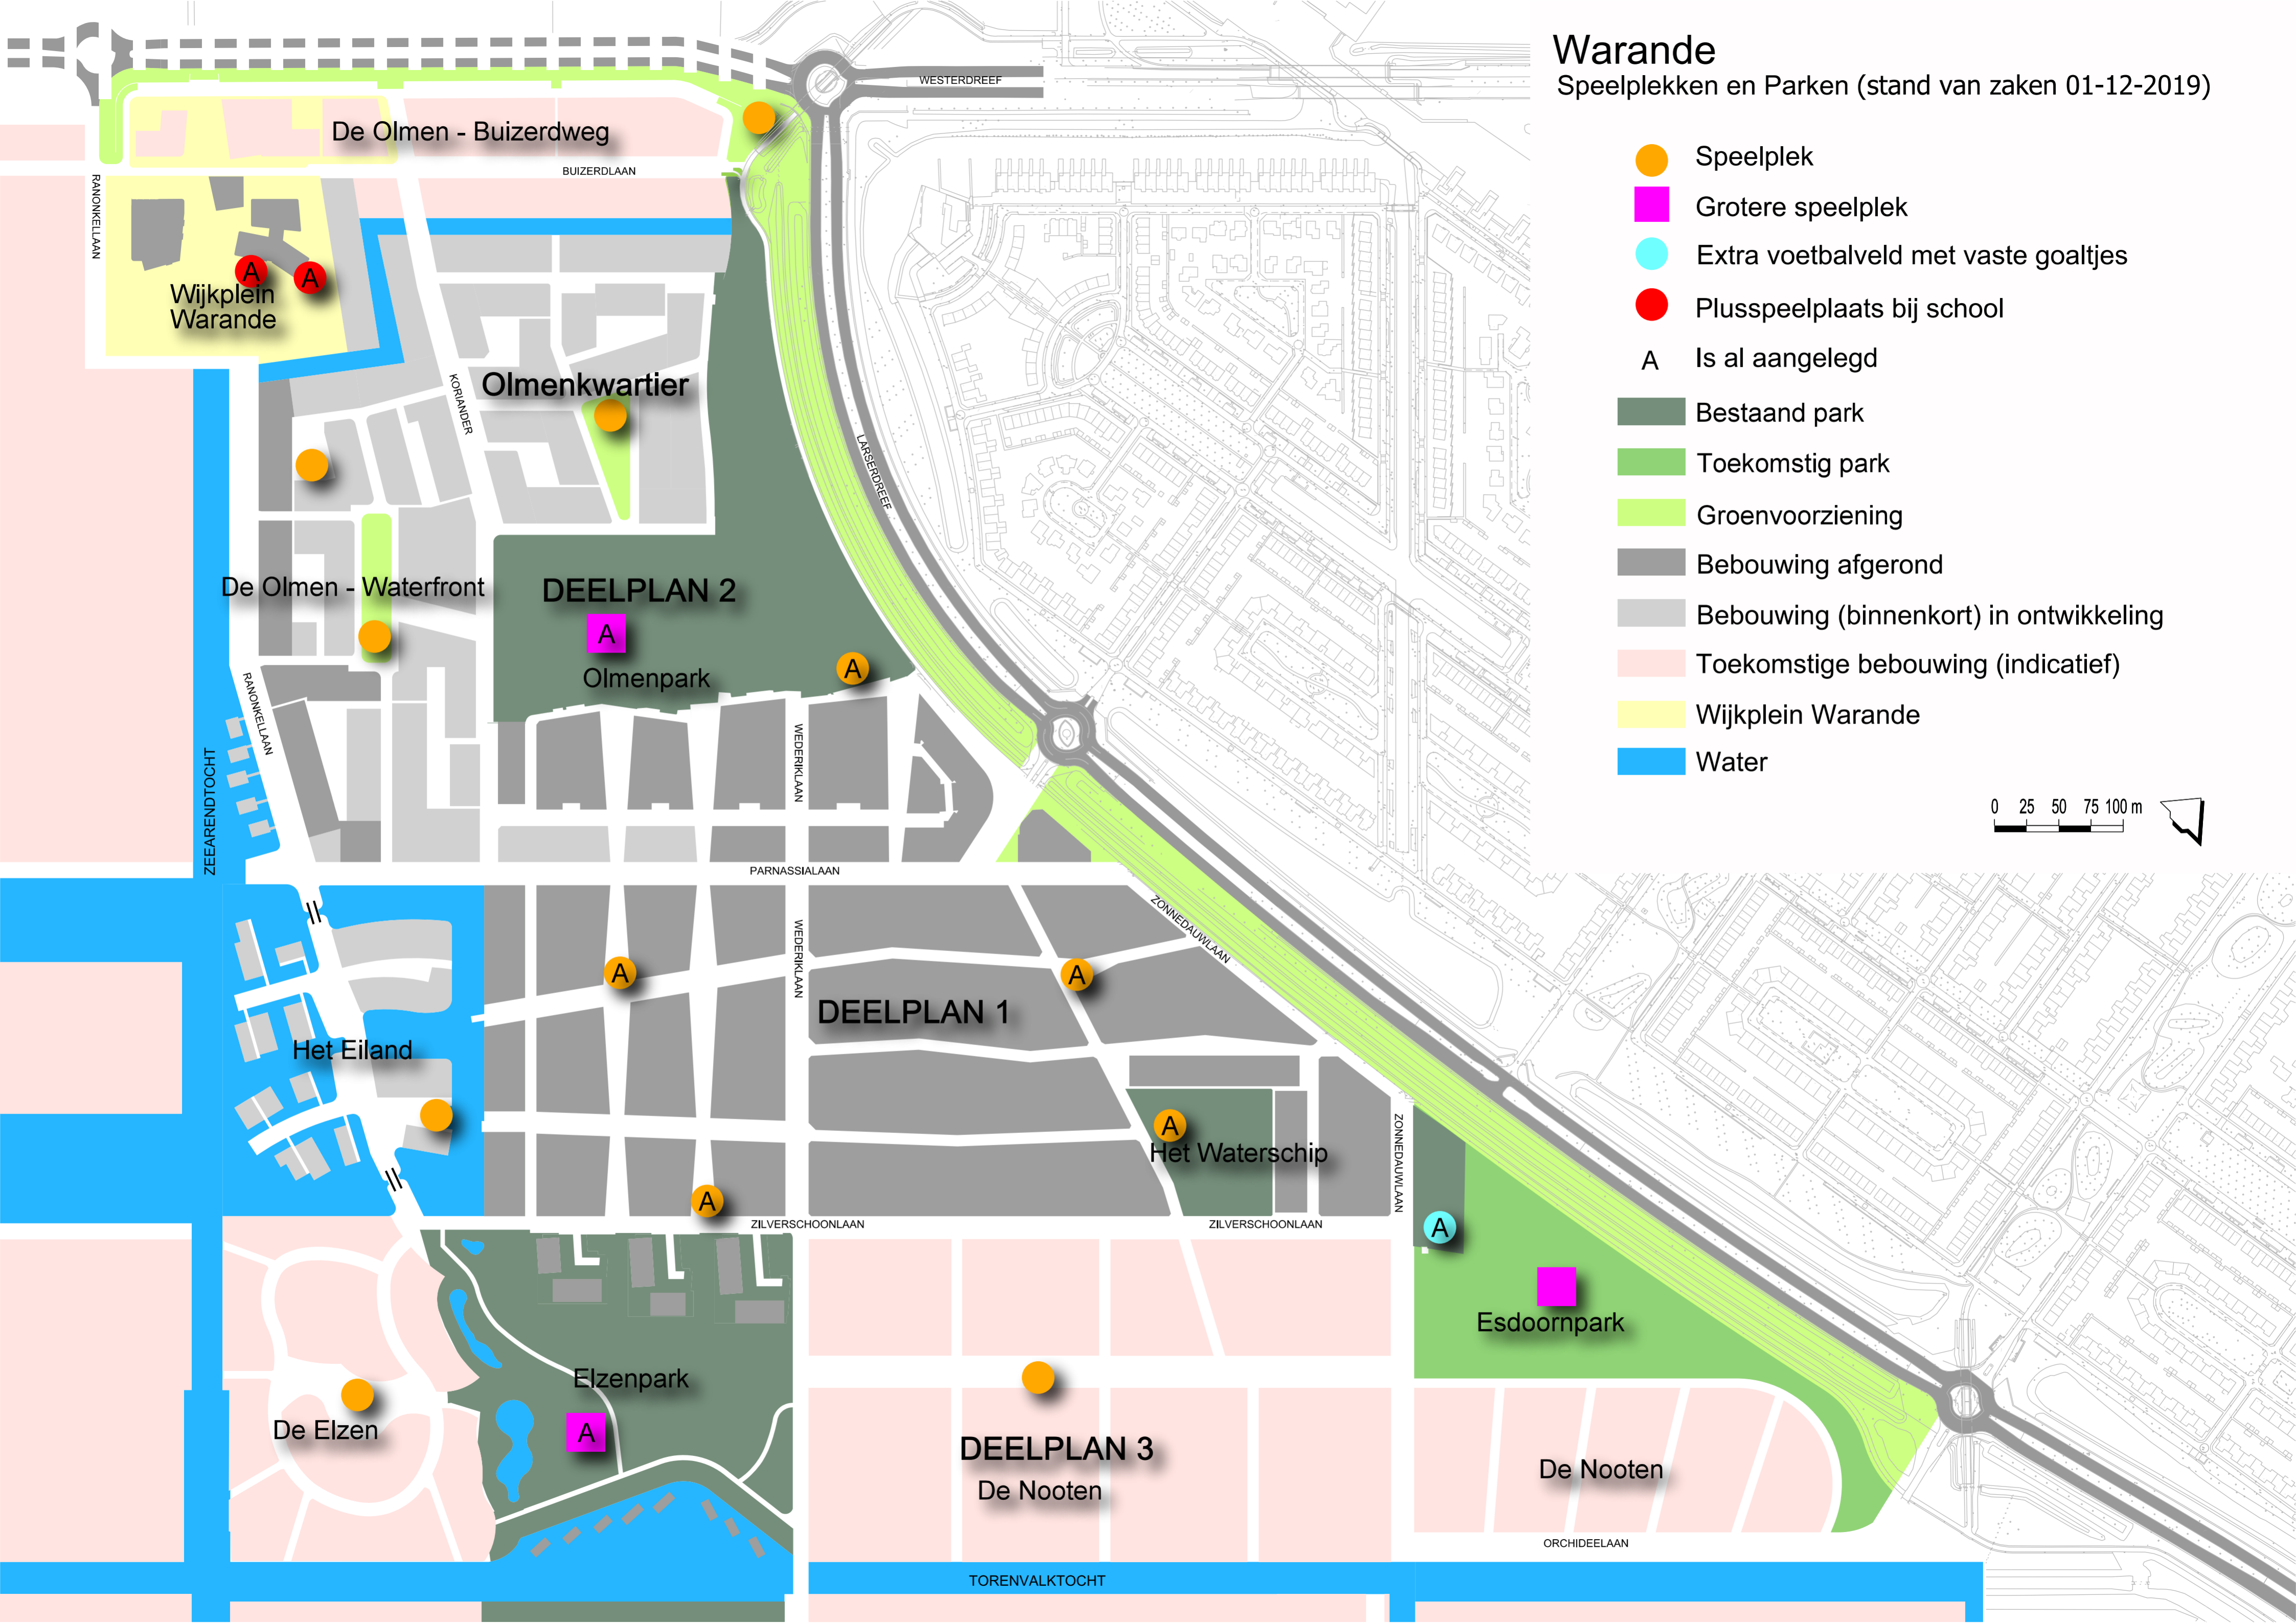 Warande
Speelplekken en Parken (stand van zaken 01-12-2019)
Speelplek
Grotere speelplek
Extra voetbalveld met vaste goaltjes
Plusspeelplaats bij school
A Is al aangelegd
Bestaand park
Toekomstig park
Groenvoorziening
Bebouwing afgerond
Bebouwing (binnenkort) in ontwikkeling
Toekomstige bebouwing (indicatief)
Wijkplein Warande
Water
0 25 50 75 100 m
WESTERDREEF
De Olmen - Buizerdweg
BUIZERDLAAN
RANONKELLAAN
A
A
Wijkplein
Warande
KORIANDER
Olmenkwartier
LARSERDREEF
De Olmen - Waterfront
DEELPLAN 2
A
Olmenpark
A
RANONKELLAAN
ZEEARENDTOCHT
WEDERIKLAAN
PARNASSIALAAN
ZONNEDAUWLAAN
WEDERIKLAAN
A
A
DEELPLAN 1
Het Eiland
A
Het Waterschip
ZONNEDAUWLAAN
A
ZILVERSCHOONLAAN
ZILVERSCHOONLAAN
A
Esdoornpark
Elzenpark
A
De Elzen
DEELPLAN 3
De Nooten
De Nooten
ORCHIDEELAAN
TORENVALKTOCHT